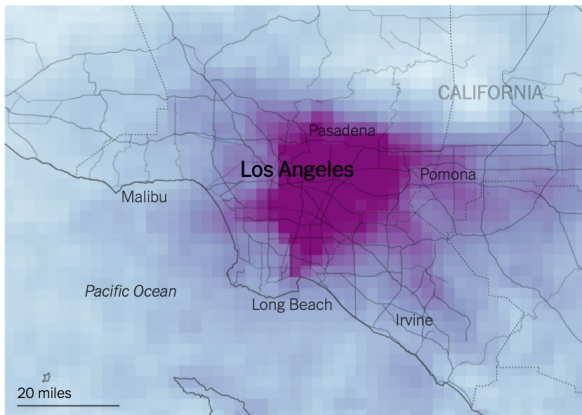 CALIFORNIA
Pasadena
Los Angeles
Pomona
Malibu
Pacific Ocean
Long Beach
Irvine
20 miles